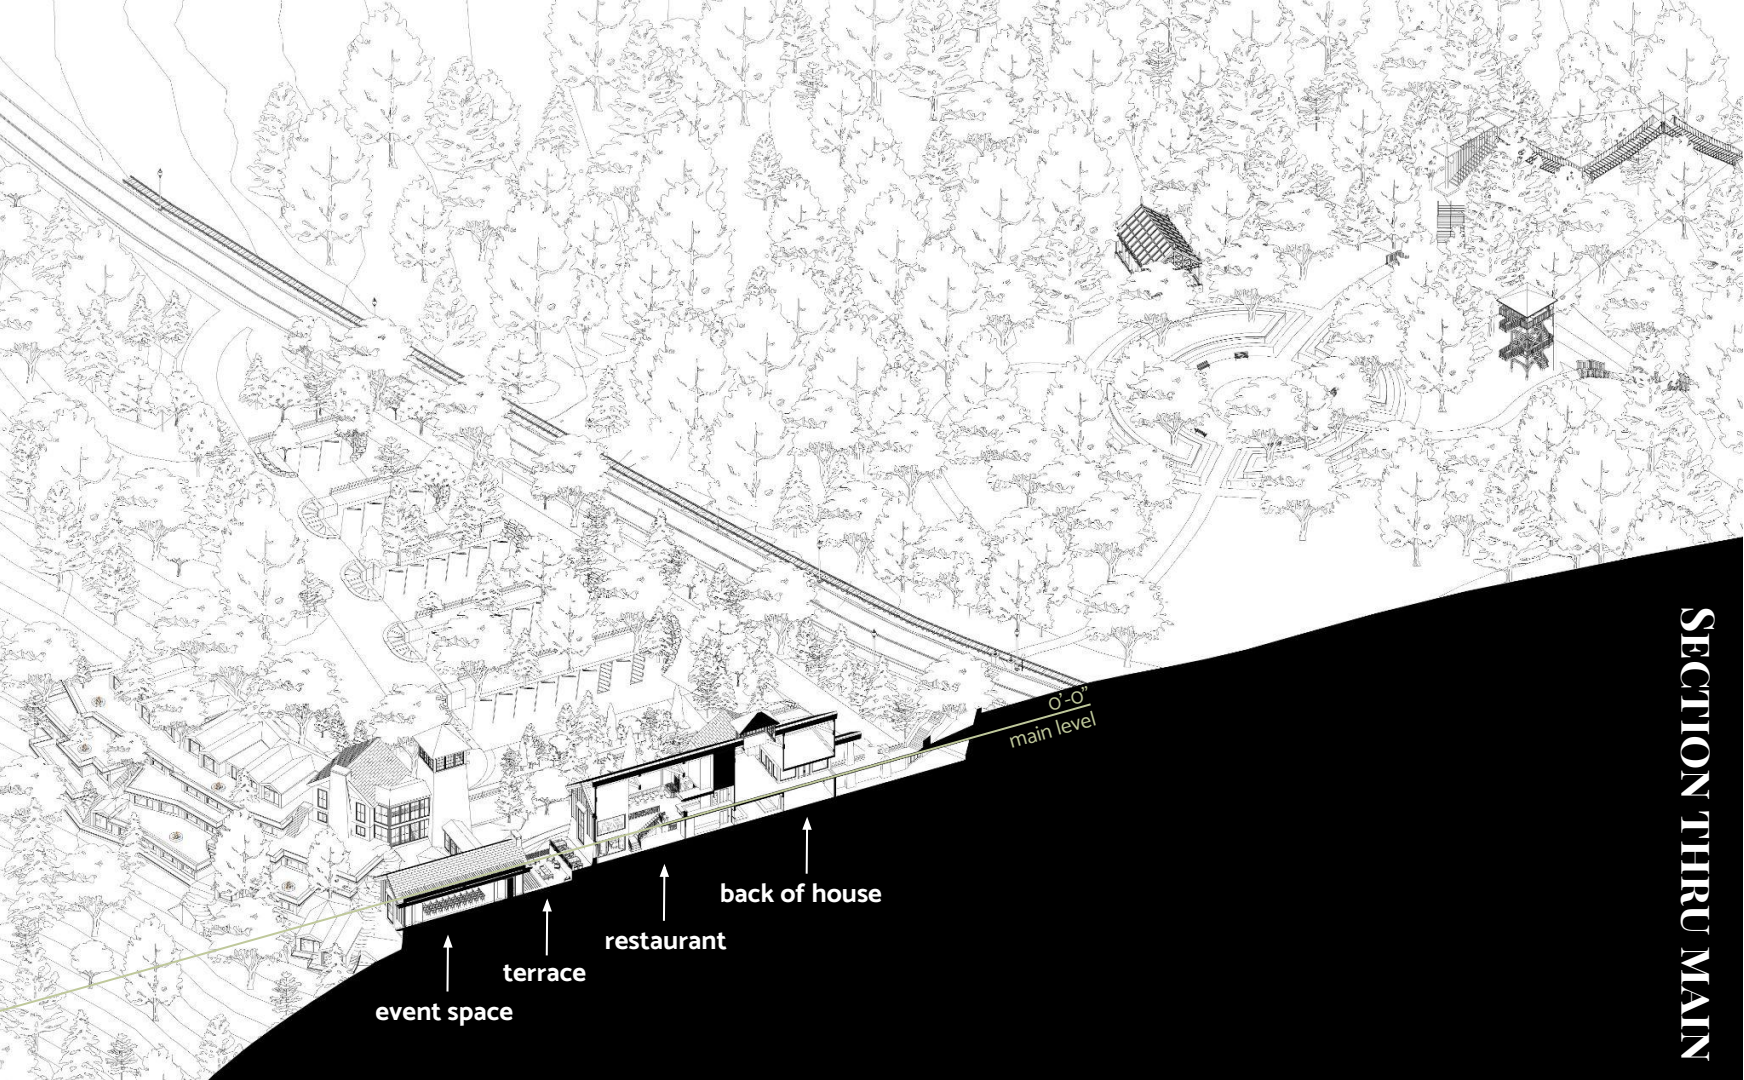 0'-0"
main level
back of house
restaurant
terrace
event space
SECTION THRU MAIN